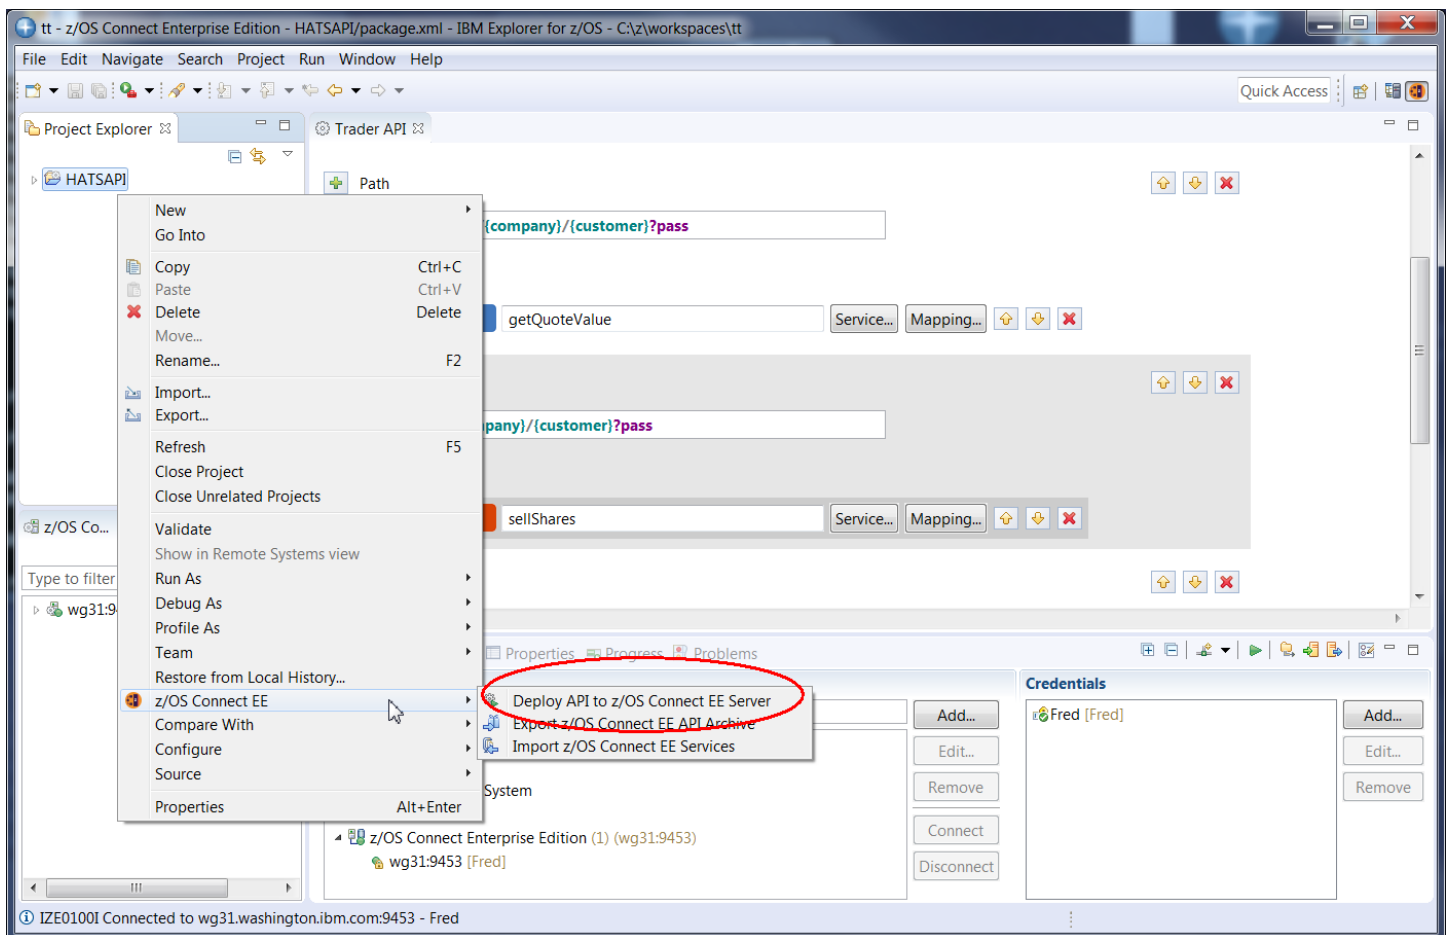 tt - z/OS Connect Enterprise Edition - HATSAPI/package.xml - IBM Explorer for z/OS - C:\z\workspaces\tt
File Edit Navigate Search Project Run Window Help
Quick Access
Project Explorer
Trader API
HATSAPI
Path
{company}/{customer}?pass
getQuoteValue Service... Mapping...
pany}/{customer}?pass
sellShares Service... Mapping...
New
Go Into
Copy Ctrl+C
Paste Ctrl+V
Delete Delete
Move...
Rename... F2
Import...
Export...
Refresh F5
Close Project
Close Unrelated Projects
Validate
Show in Remote Systems view
Run As
Debug As
Profile As
Team
Restore from Local History...
z/OS Connect EE
Compare With
Configure
Source
Properties Alt+Enter
Deploy API to z/OS Connect EE Server
Export z/OS Connect EE API Archive
Import z/OS Connect EE Services
z/OS Co...
Type to filter
wg31:9
Properties Progress Problems
Add...
Edit...
Remove
Connect
Disconnect
System
z/OS Connect Enterprise Edition (1) (wg31:9453)
wg31:9453 [Fred]
Credentials
Fred [Fred]
Add...
Edit...
Remove
IZE0100I Connected to wg31.washington.ibm.com:9453 - Fred